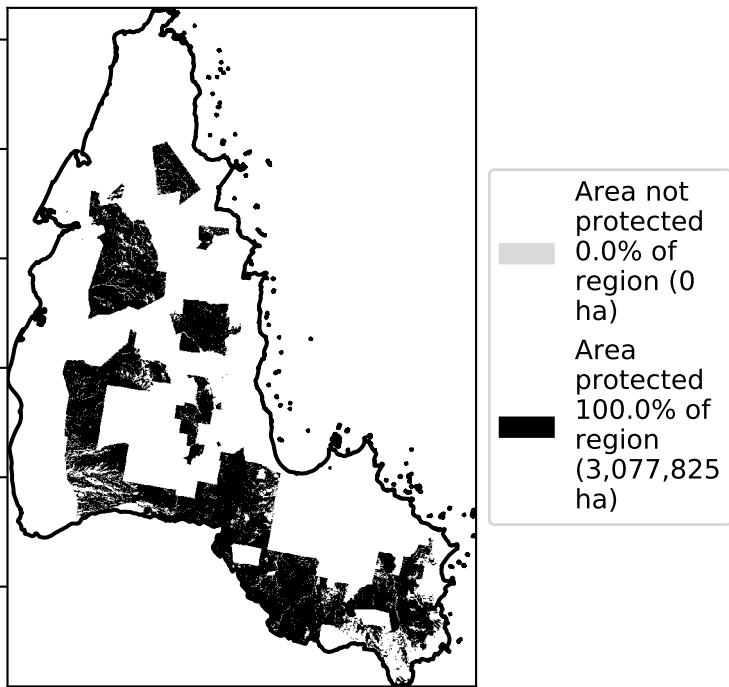 Area not
protected
0.0% of
region (0
ha)
Area
protected
100.0% of
region
(3,077,825
ha)